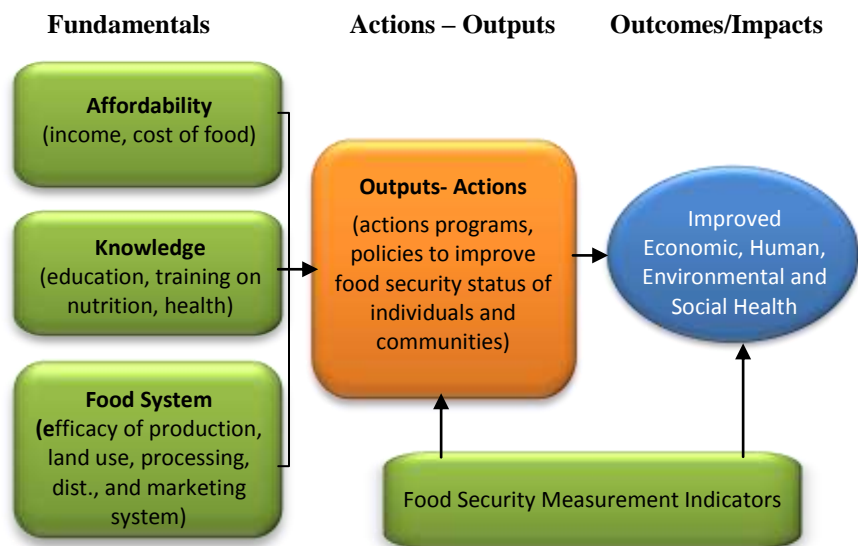 Fundamentals
Actions – Outputs
Outcomes/Impacts
Affordability
(income, cost of food)
Knowledge
(education, training on
nutrition, health)
Food System
(efficacy of production,
land use, processing,
dist., and marketing
system)
Outputs- Actions
(actions programs,
policies to improve
food security status of
individuals and
communities)
Improved
Economic, Human,
Environmental and
Social Health
Food Security Measurement Indicators